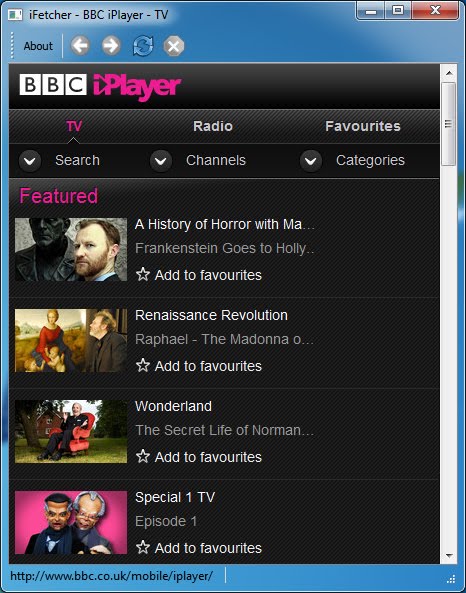 iFetcher - BBC iPlayer - TV
About
BBC iPlayer
TV Radio Favourites
Search Channels Categories
Featured
A History of Horror with Ma...
Frankenstein Goes to Holly..
Add to favourites
Renaissance Revolution
Raphael - The Madonna o...
Add to favourites
Wonderland
The Secret Life of Norman...
Add to favourites
Special 1 TV
Episode 1
Add to favourites
http://www.bbc.co.uk/mobile/iplayer/